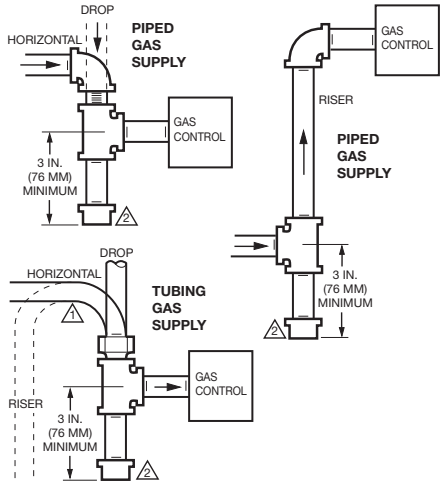 DROP
HORIZONTAL
PIPED
GAS
SUPPLY
GAS
CONTROL
3 IN.
(76 MM)
MINIMUM
2
GAS
CONTROL
RISER
PIPED
GAS
SUPPLY
3 IN.
(76 MM)
MINIMUM
2
DROP
HORIZONTAL
1
TUBING
GAS
SUPPLY
GAS
CONTROL
RISER
3 IN.
(76 MM)
MINIMUM
2